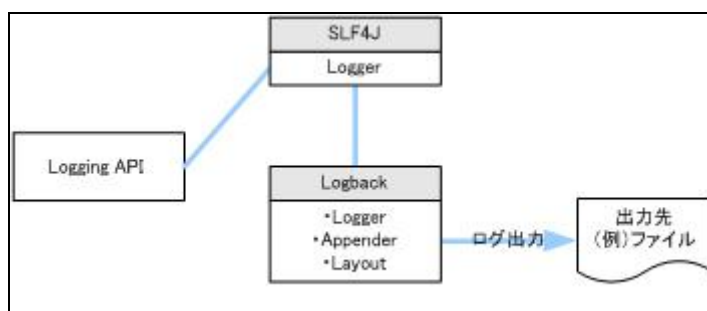 SLF4J
Logger
Logging API
Logback
・Logger
・Appender
・Layout
ログ出力
出力先
(例)ファイル